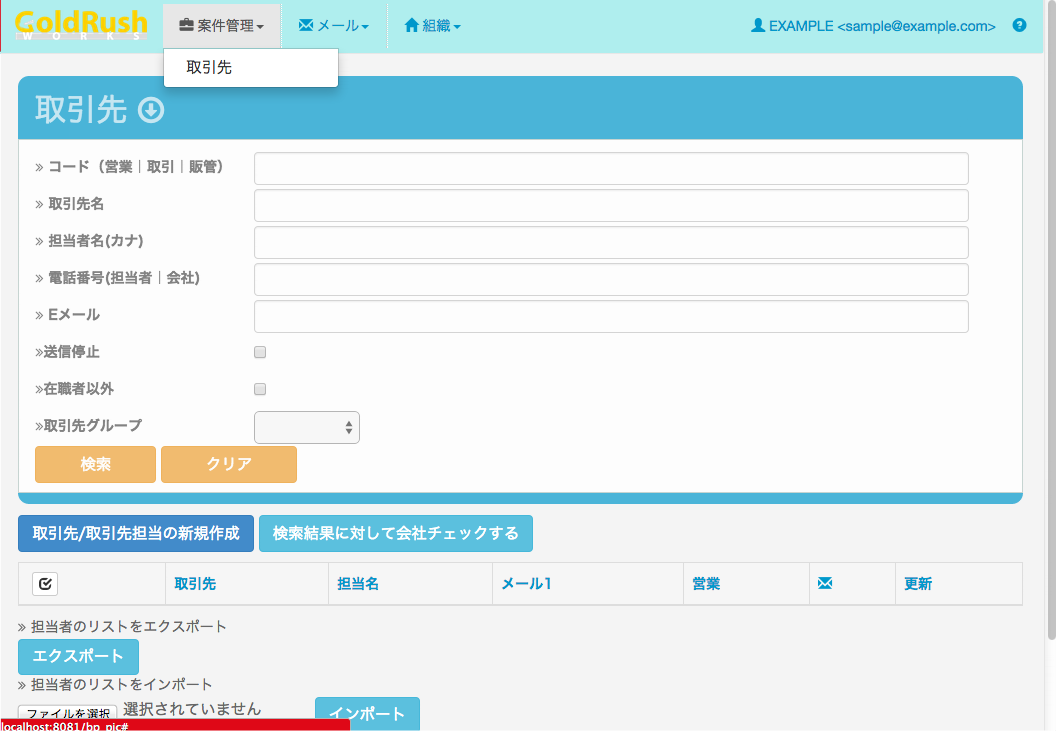 GoldRush
WORKS
案件管理
メール
組織
EXAMPLE <sample@example.com>
取引先
取引先
» コード（営業｜取引｜販管）
» 取引先名
» 担当者名(カナ)
» 電話番号(担当者｜会社)
» Eメール
»送信停止
»在職者以外
»取引先グループ
検索
クリア
取引先/取引先担当の新規作成
検索結果に対して会社チェックする
取引先 担当名 メール1 営業 更新
» 担当者のリストをエクスポート
エクスポート
» 担当者のリストをインポート
ファイルを選択 選択されていません
インポート
localhost:8081/bp_pic#